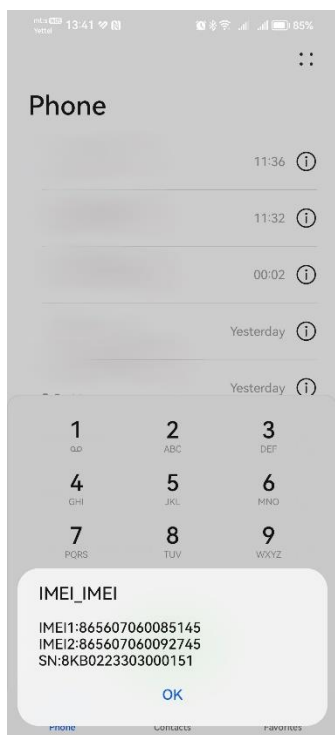 mt:s
Yettel
13:41
85%
Phone
11:36
11:32
00:02
Yesterday
Yesterday
1
2
ABC
3
DEF
4
GHI
5
JKL
6
MNO
7
PQRS
8
TUV
9
WXYZ
IMEI_IMEI
IMEI1:865607060085145
IMEI2:865607060092745
SN:8KB0223303000151
OK
Phone
Contacts
Favorites